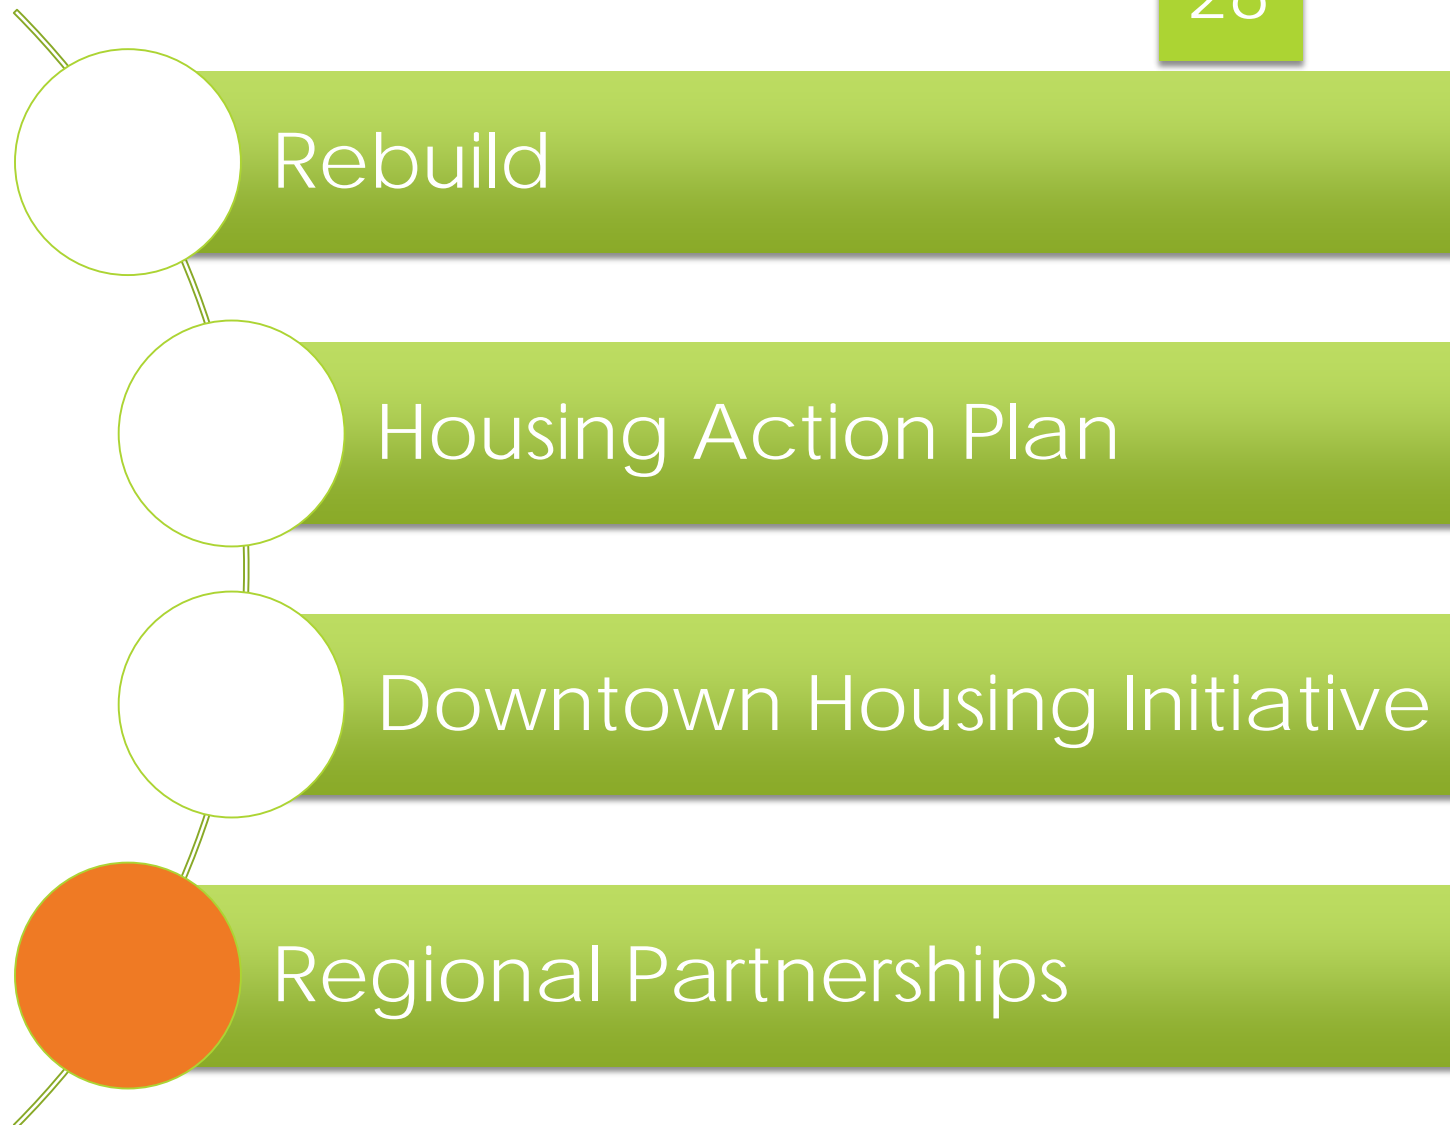 Rebuild
Housing Action Plan
Downtown Housing Initiative
Regional Partnerships